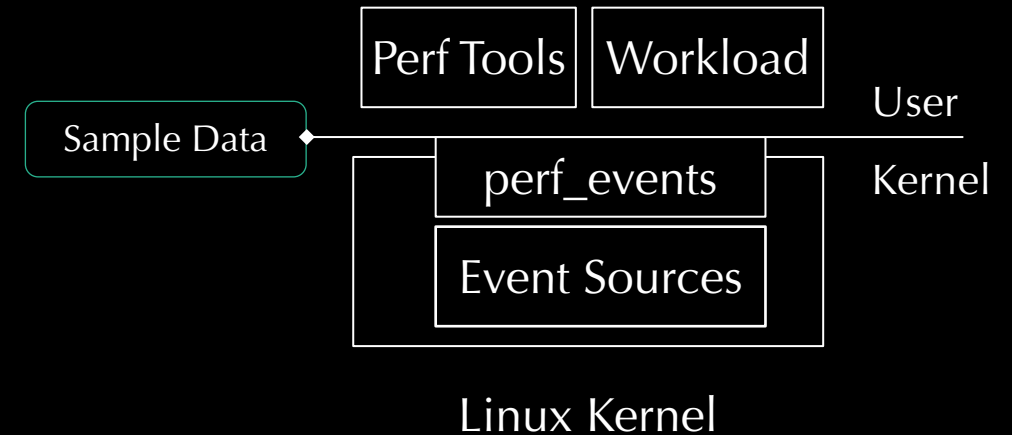 Perf Tools
Workload
User
Sample Data
perf_events
Kernel
Event Sources
Linux Kernel